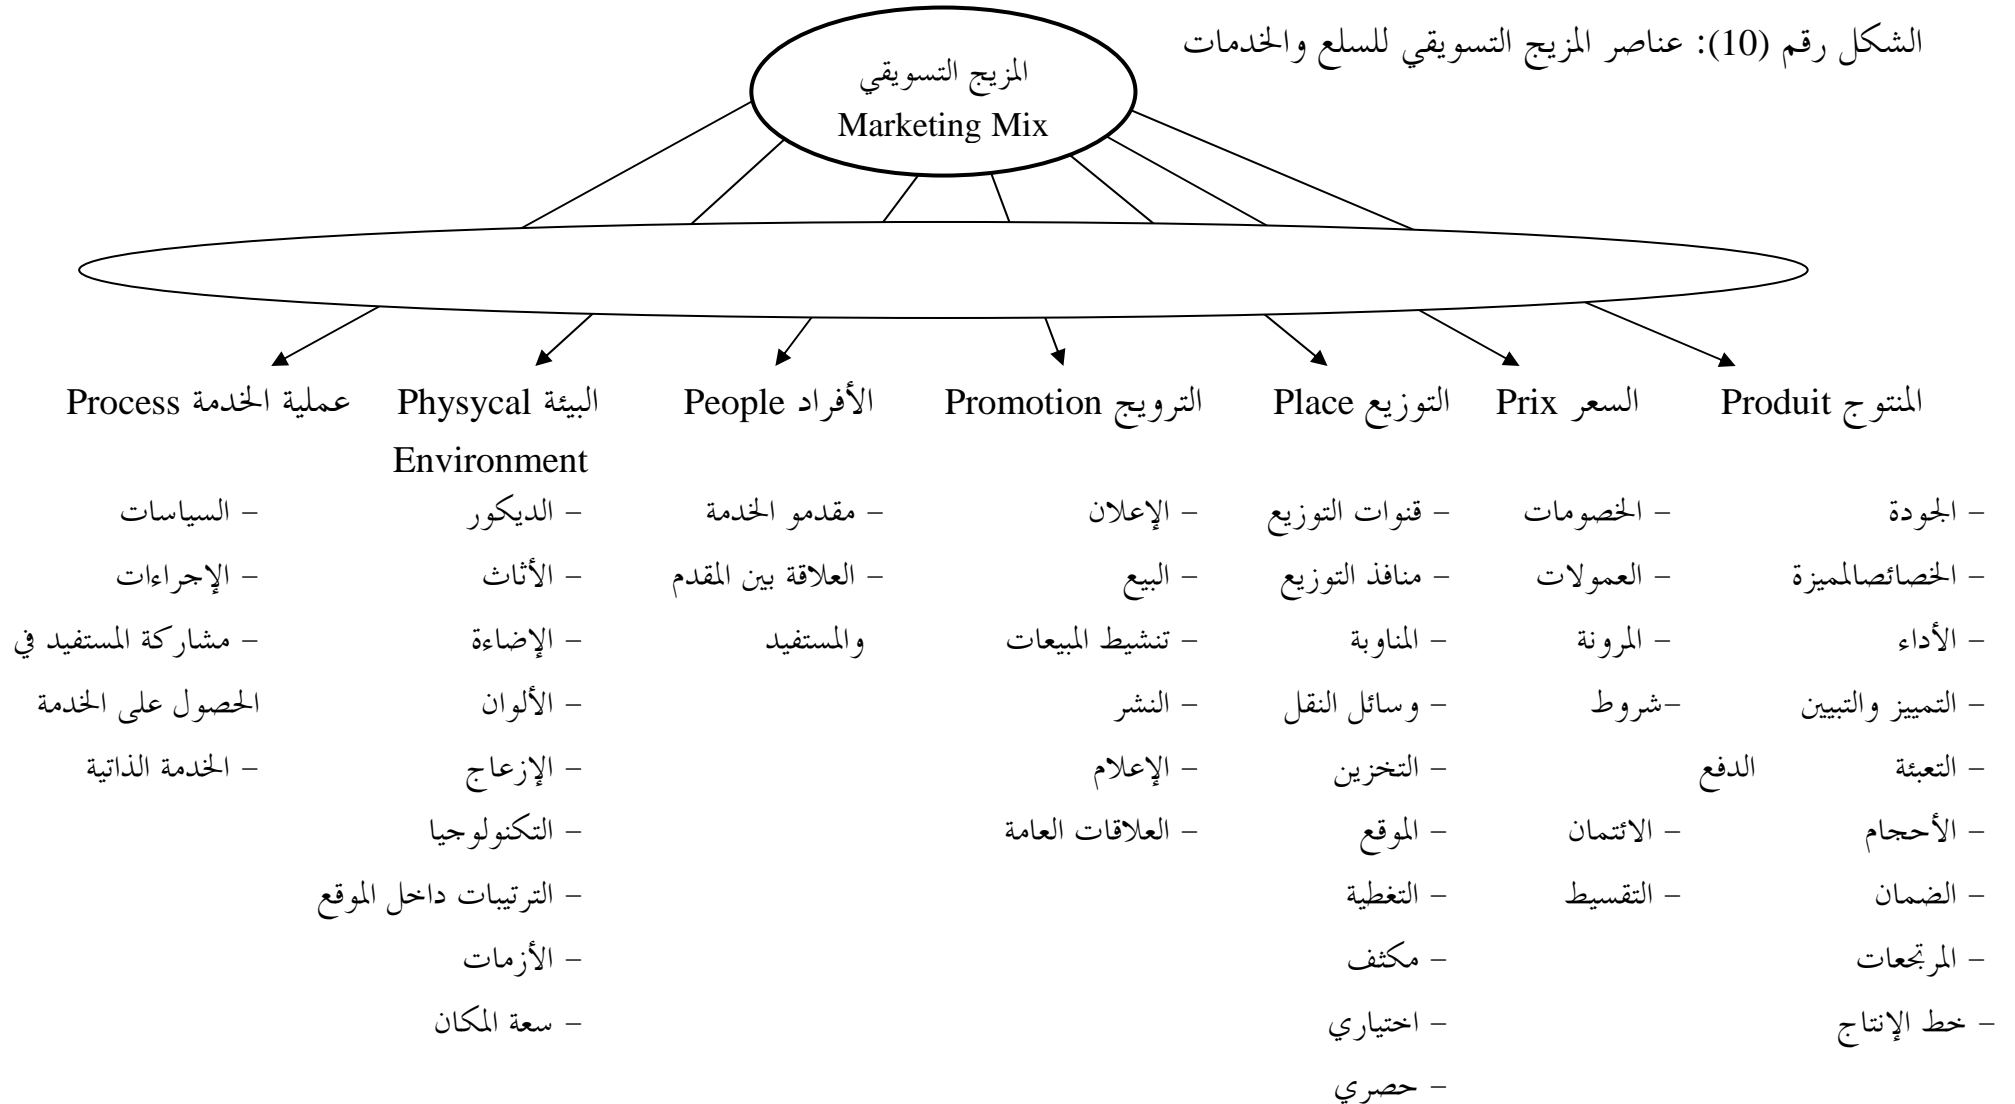 الشكل رقم (10): عناصر المزيج التسويقي للسلع والخدمات
المزيج التسويقي
Marketing Mix
المنتوج Produit
السعر Prix
التوزيع Place
الترويج Promotion
الأفراد People
البيئة Physycal
Environment
عملية الخدمة Process
– الجودة
– الخصائصالمميزة
– الأداء
– التمييز والتبيين
– التعبئة
– الأحجام
– الضمان
– المرتجعات
– خط الإنتاج
– الخصومات
– العمولات
– المرونة
–شروط
الدفع
– الائتمان
– التقسيط
– قنوات التوزيع
– منافذ التوزيع
– المناوبة
– وسائل النقل
– التخزين
– الموقع
– التغطية
– مكثف
– اختياري
– حصري
– الإعلان
– البيع
– تنشيط المبيعات
– النشر
– الإعلام
– العلاقات العامة
– مقدمو الخدمة
– العلاقة بين المقدم
والمستفيد
– الديكور
– الأثاث
– الإضاءة
– الألوان
– الإزعاج
– التكنولوجيا
– الترتيبات داخل الموقع
– الأزمات
– سعة المكان
– السياسات
– الإجراءات
– مشاركة المستفيد في
الحصول على الخدمة
– الخدمة الذاتية